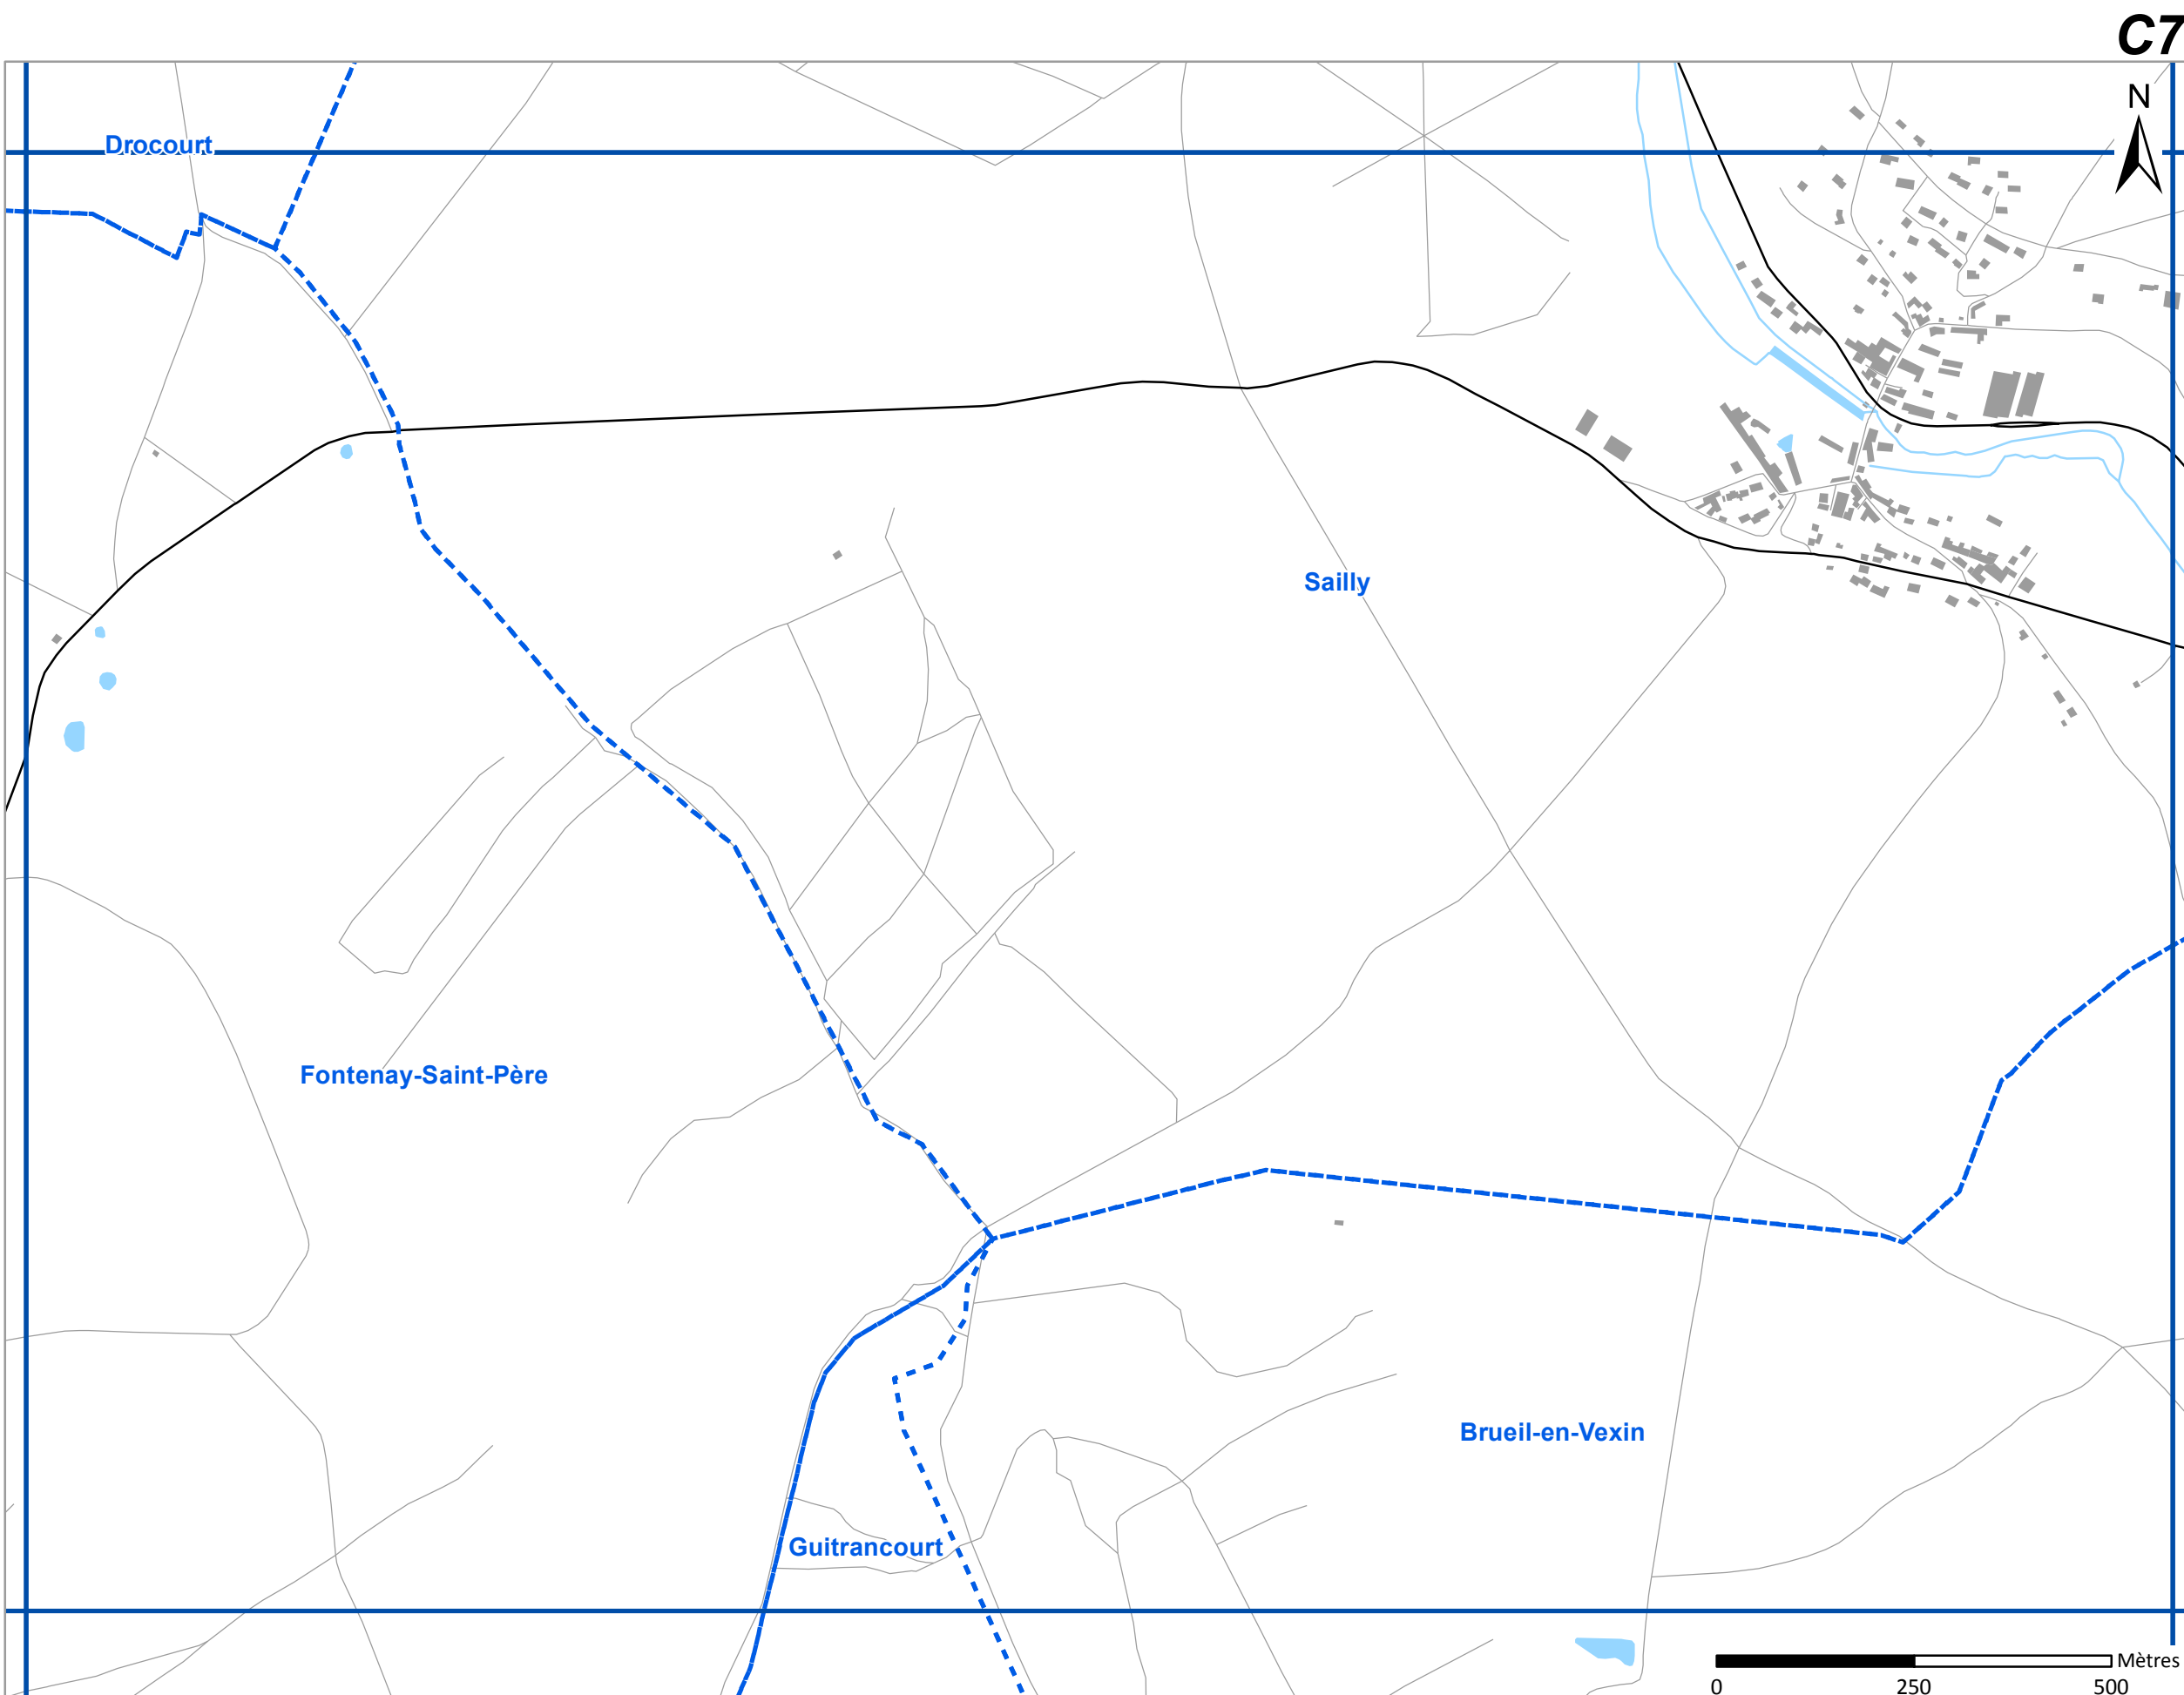 C7
N
Drocourt
Sailly
Fontenay-Saint-Père
Brueil-en-Vexin
Guitrancourt
Mètres
0 250 500